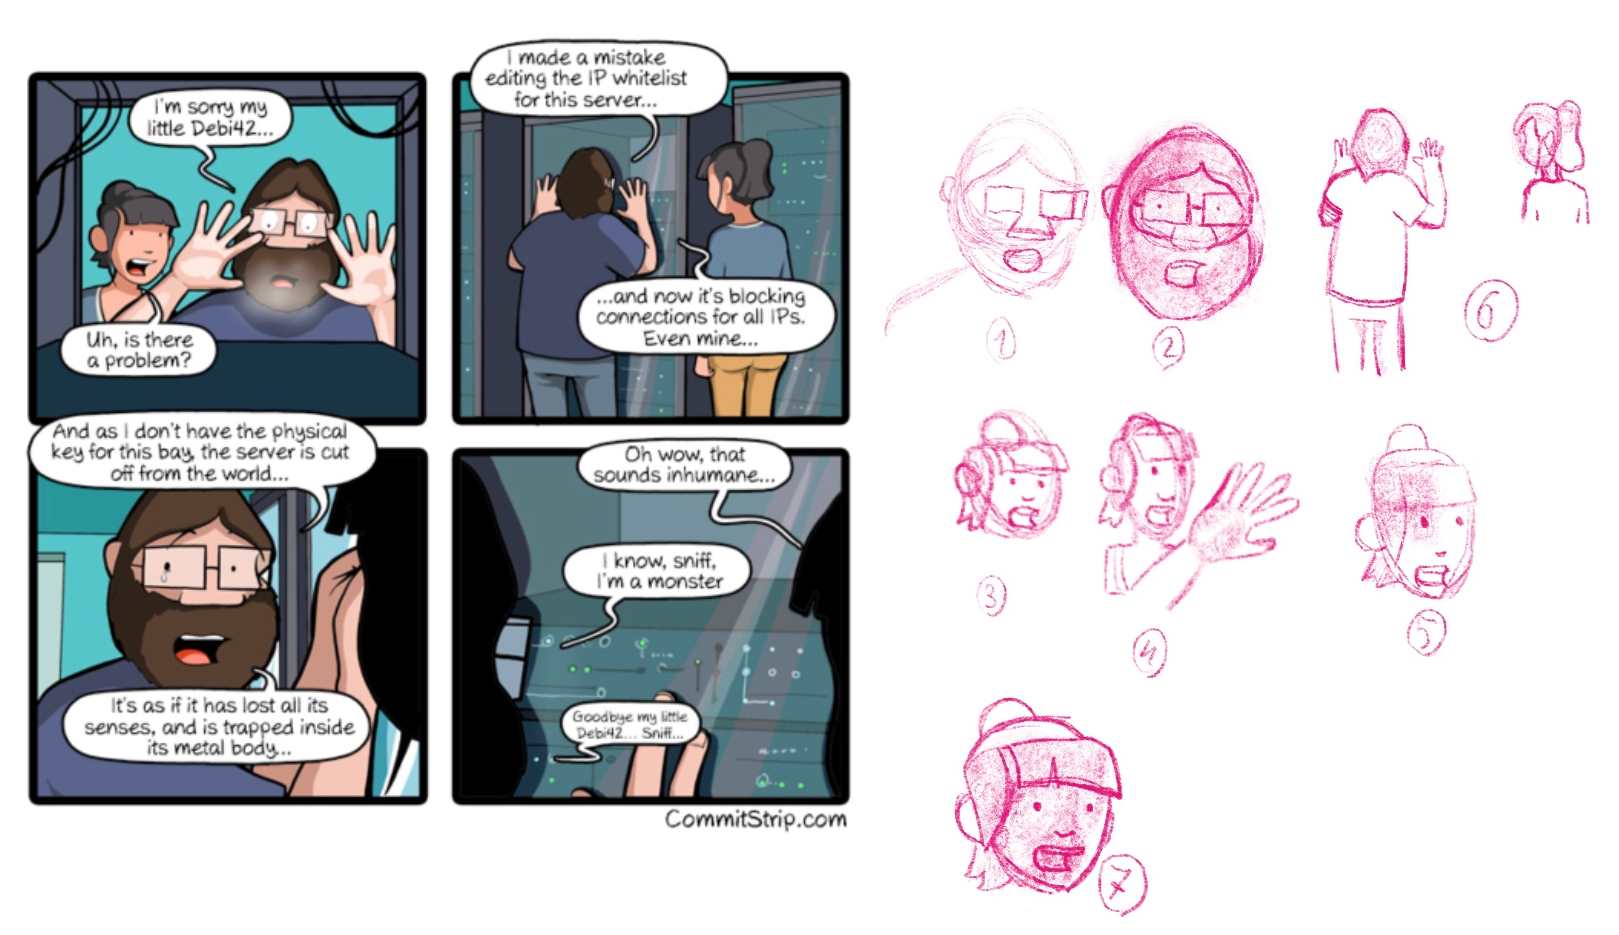 I'm sorry my
little Debi42...
Uh, is there
a problem?
I made a mistake
editing the IP whitelist
for this server...
...and now it's blocking
connections for all IPs.
Even mine...
And as I don't have the physical
key for this bay, the server is cut
off from the world...
It's as if it has lost all its
senses, and is trapped inside
its metal body...
Oh wow, that
sounds inhumane...
I know, sniff,
I'm a monster
Goodbye my little
Debi42... Sniff...
CommitStrip.com
1
2
6
3
4
5
7